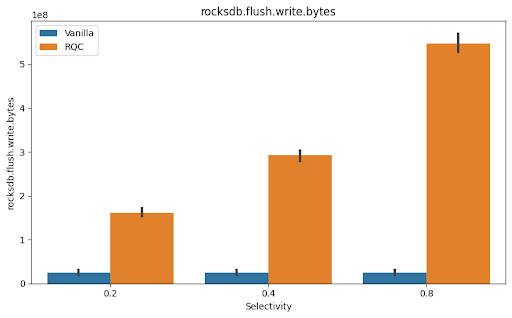 rocksdb.flush.write.bytes
1e8
Vanilla
RQC
5
4
3
2
1
0
rocksdb.flush.write.bytes
0.2
0.4
0.8
Selectivity